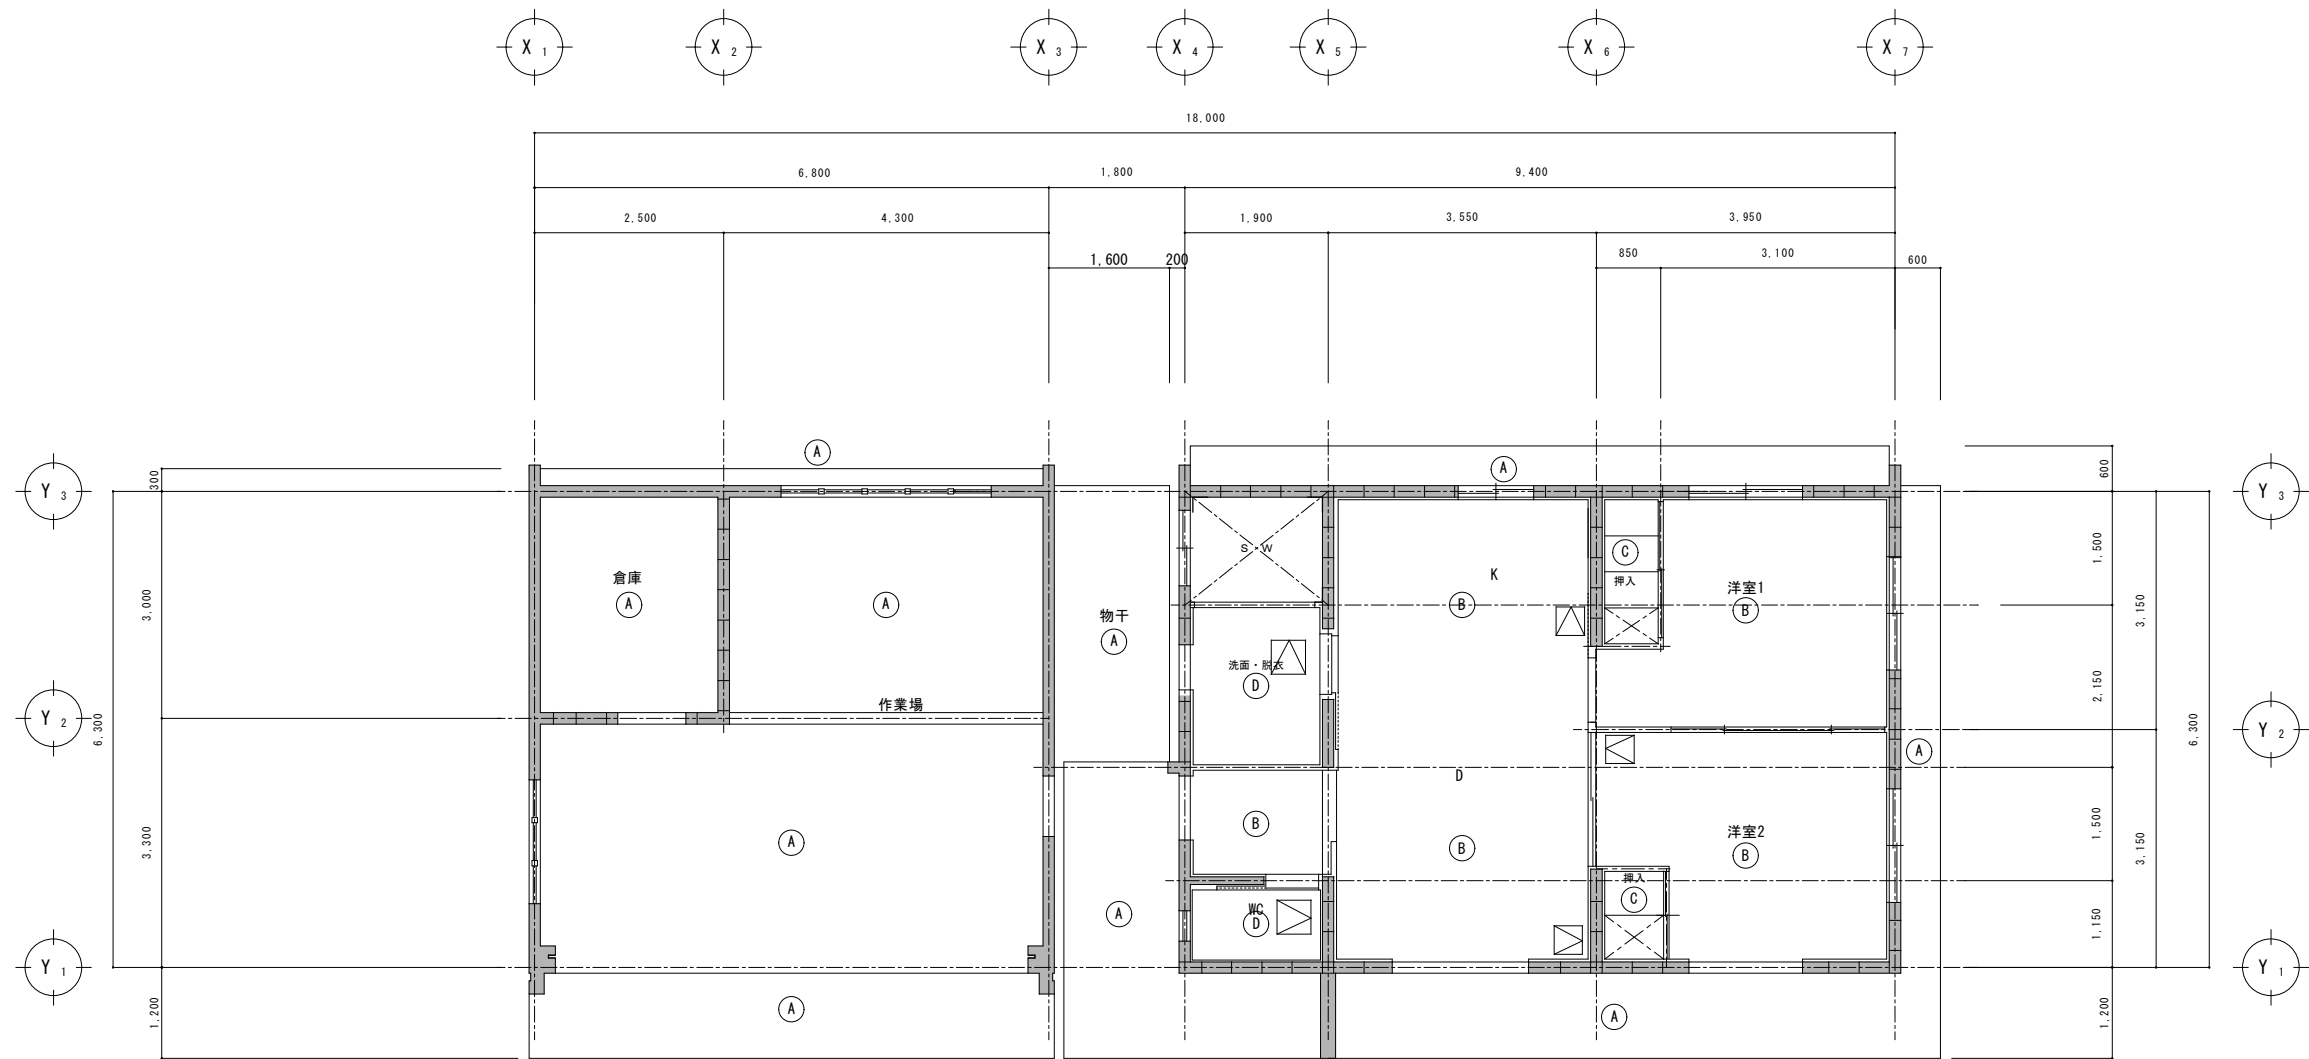 X1 X2 X3 X4 X5 X6 X7
18,000
6,800 1,800 9,400
2,500 4,300 1,900 3,550 3,950
1,600 200 850 3,100 600
A
A
Y3 Y3
300 600
S・W
K
C
押入
倉庫
A
A
物干
A
B
洋室1
B
3,000 1,500
3,150
洗面・脱衣
D
作業場
2,150
Y2 Y2
6,300 6,300
A
D
B
洋室2
B
B
A
3,300 1,500
3,150
押入
C
WC
D
A
1,150
Y1 Y1
A
A
1,200 1,200